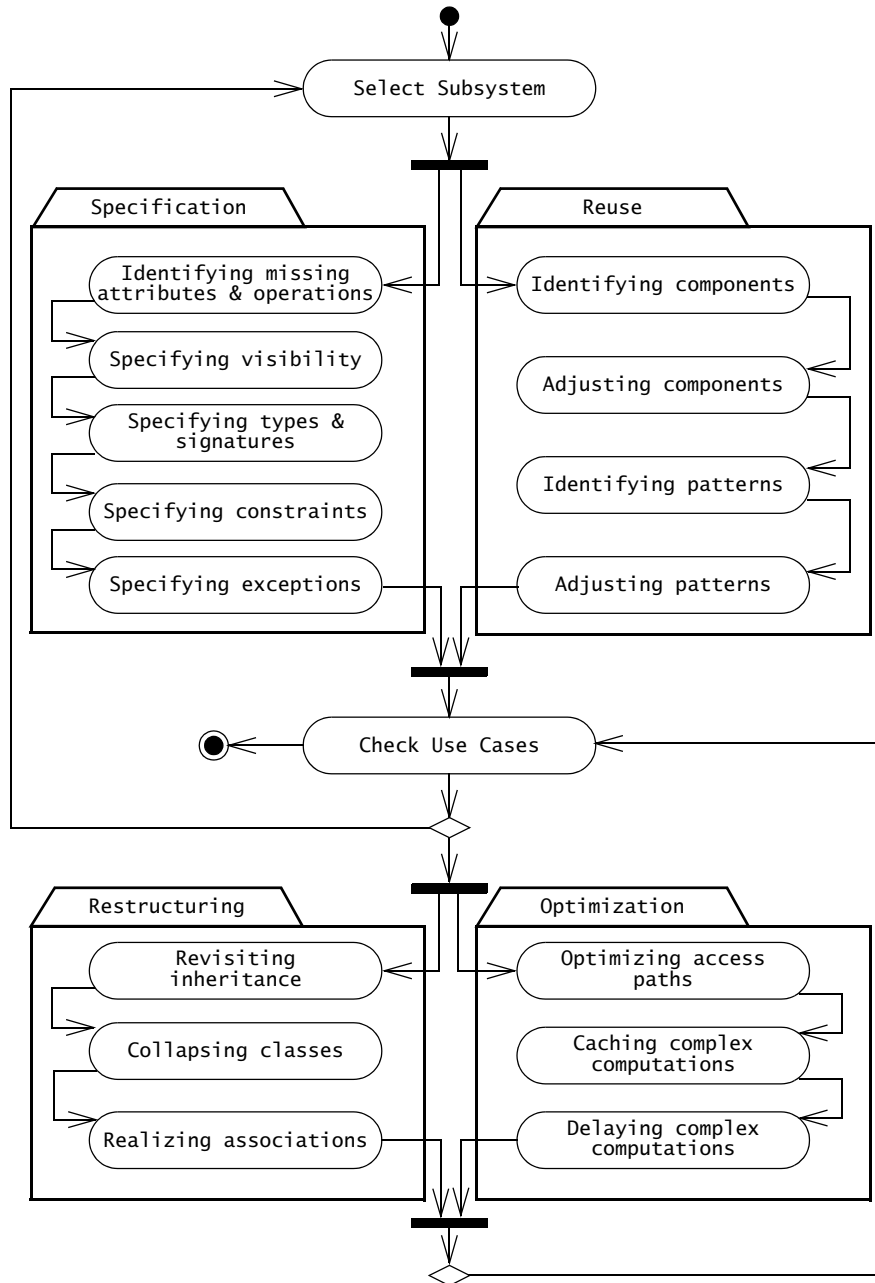 Select Subsystem
Specification
Reuse
Identifying missing
attributes & operations
Identifying components
Specifying visibility
Adjusting components
Specifying types &
signatures
Identifying patterns
Specifying constraints
Specifying exceptions
Adjusting patterns
Check Use Cases
Restructuring
Optimization
Revisiting
inheritance
Optimizing access
paths
Collapsing classes
Caching complex
computations
Realizing associations
Delaying complex
computations